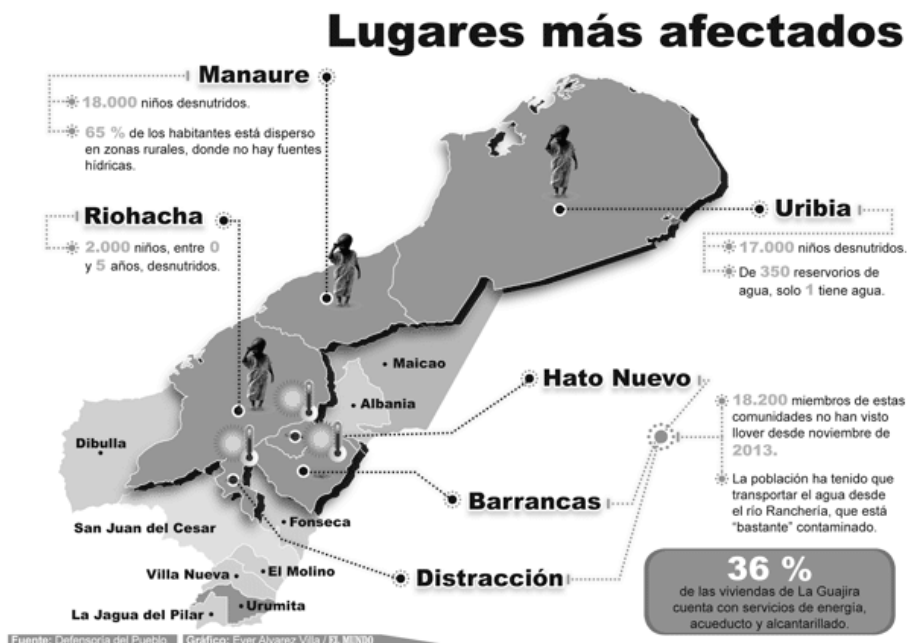 Lugares más afectados
Manaure
18.000 niños desnutridos.
65 % de los habitantes está disperso
en zonas rurales, donde no hay fuentes
hídricas.
Riohacha
2.000 niños, entre 0
y 5 años, desnutridos.
Uribia
17.000 niños desnutridos.
De 350 reservorios de
agua, solo 1 tiene agua.
Maicao
Albania
Dibulla
Hato Nuevo
Barrancas
Distracción
18.200 miembros de estas
comunidades no han visto
llover desde noviembre de
2013.
La población ha tenido que
transportar el agua desde
el río Ranchería, que está
"bastante" contaminado.
San Juan del Cesar
Fonseca
Villa Nueva
El Molino
La Jagua del Pilar
Urumita
36 %
de las viviendas de La Guajira
cuenta con servicios de energía,
acueducto y alcantarillado.
Fuente: Defensoría del Pueblo. Gráfico: Ever Alvarez Villa / EL MUNDO